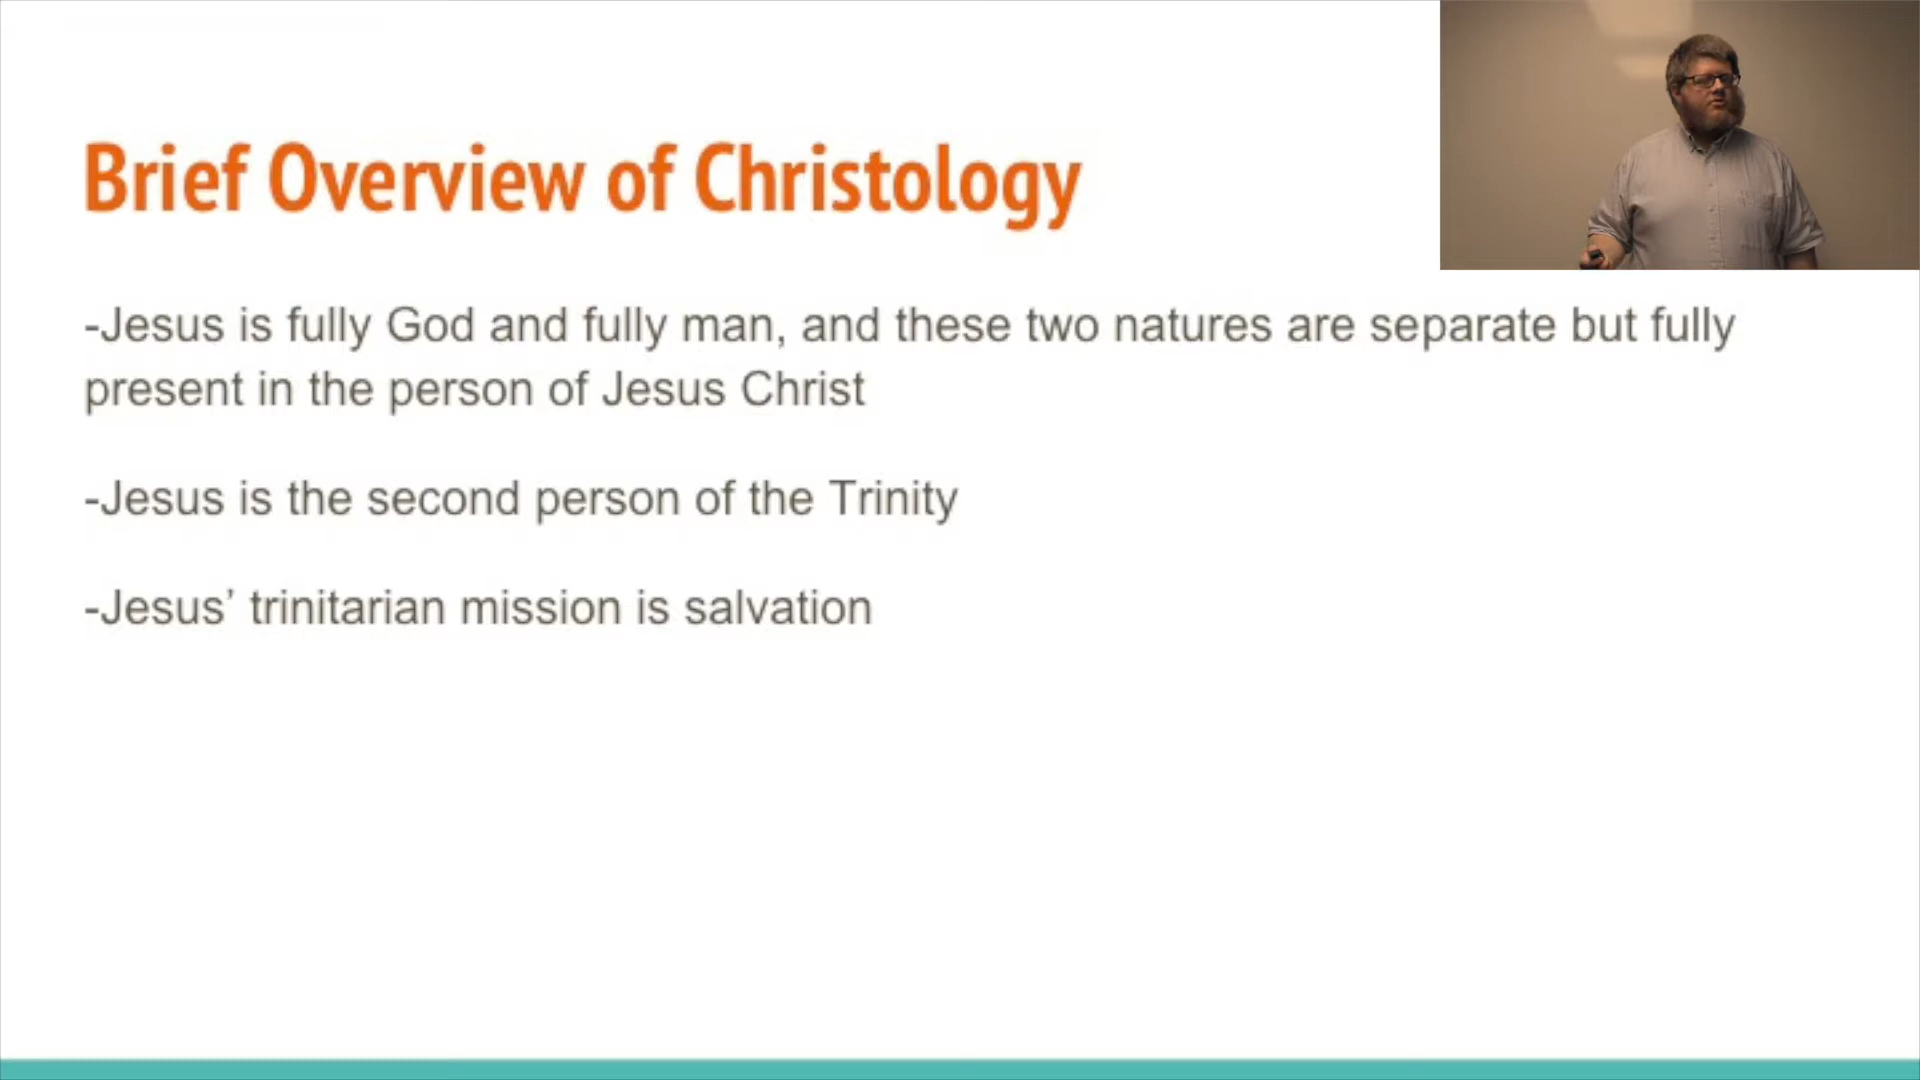 Brief Overview of Christology
-Jesus is fully God and fully man, and these two natures are separate but fully
present in the person of Jesus Christ
-Jesus is the second person of the Trinity
-Jesus’ trinitarian mission is salvation